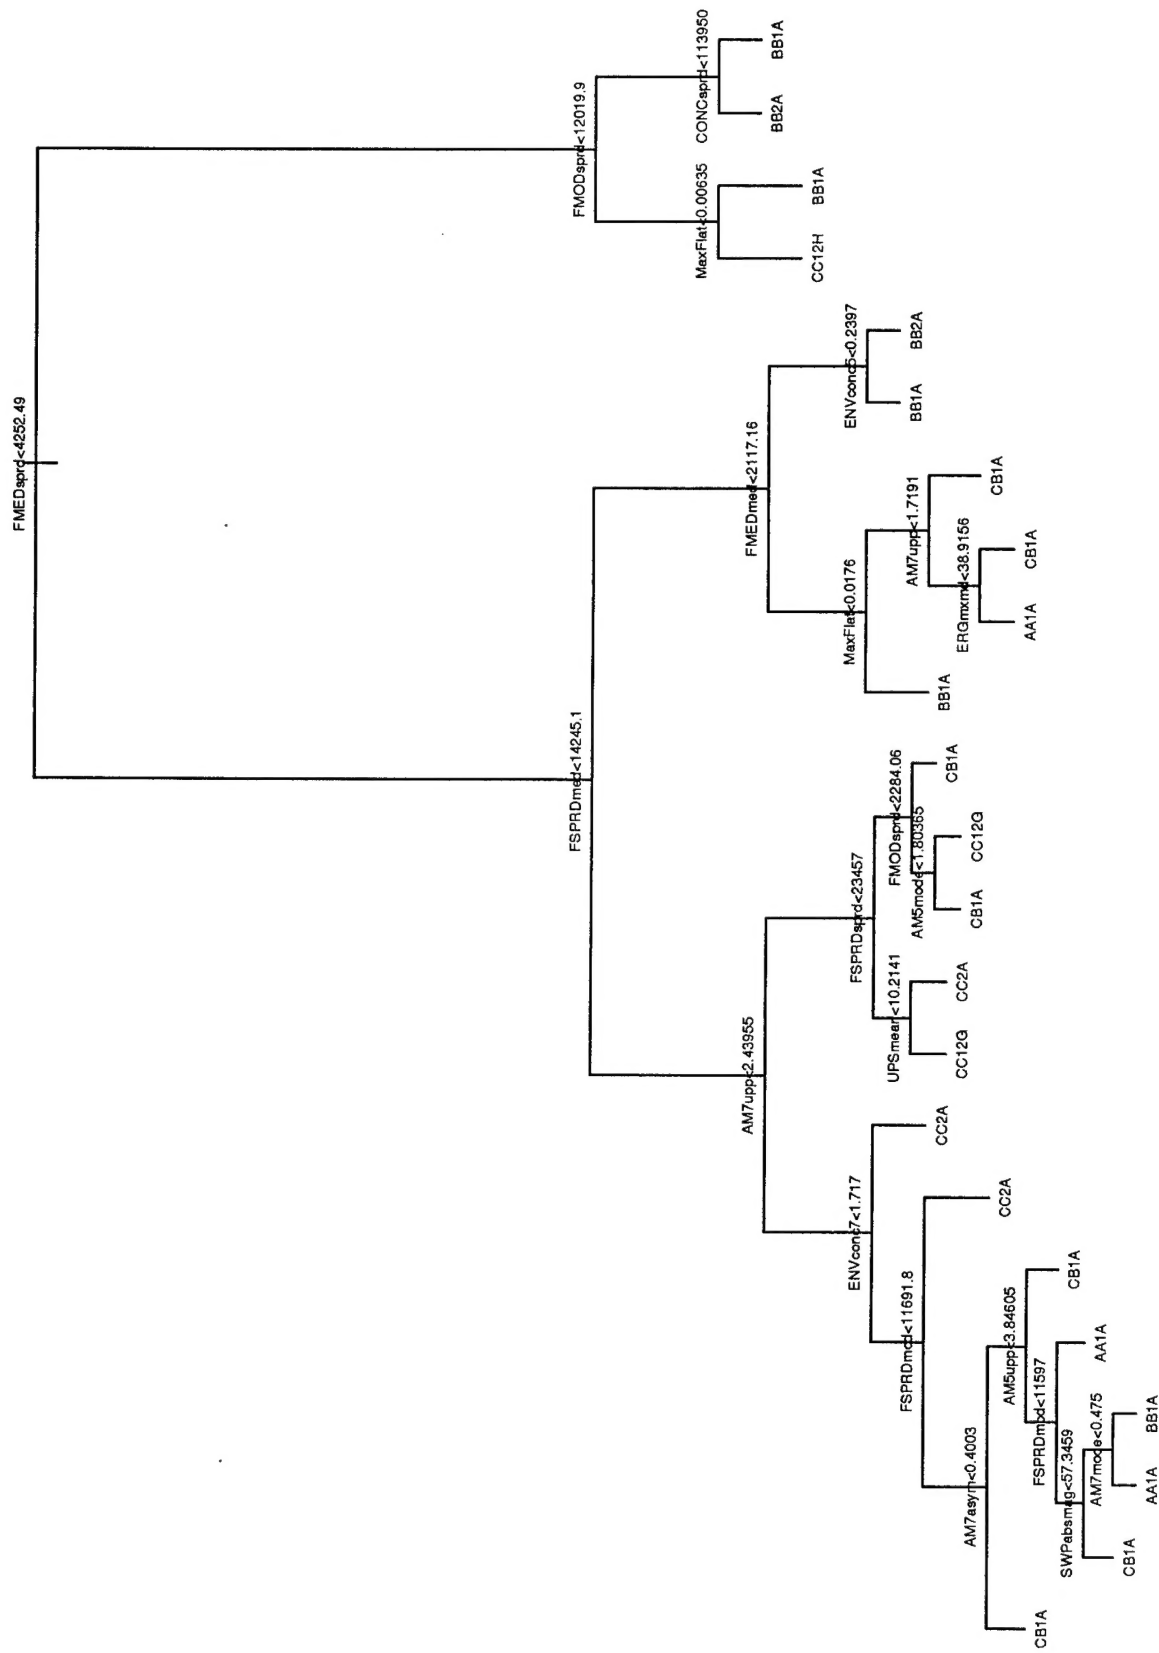 FMEDsprd<4252.49
FSPRDmed<14245.1
FMODsprd<12019.9
AM7upp<2.43955
FMEDmed<2117.16
MaxFlat<0.00635
CONCsprd<113950
ENVconc7<1.717
FSPRDsprd<23457
MaxFlat<0.0176
ENVconc5<0.2397
CC12H
BB1A
BB2A
BB1A
FSPRDmed<11691.8
CC2A
UPSmean<10.2141
FMODsprd<2284.06
BB1A
AM7upp<1.7191
BB1A
BB2A
AM7asym<0.4003
CC2A
CC12G
CC2A
AM5mode<1.80365
CB1A
ERGmxmd<38.9156
CB1A
CB1A
AM5upp<3.84605
CB1A
CC12G
AA1A
CB1A
FSPRDmod<11597
CB1A
SWPabsmag<57.3459
AA1A
CB1A
AM7mode<0.475
AA1A
BB1A